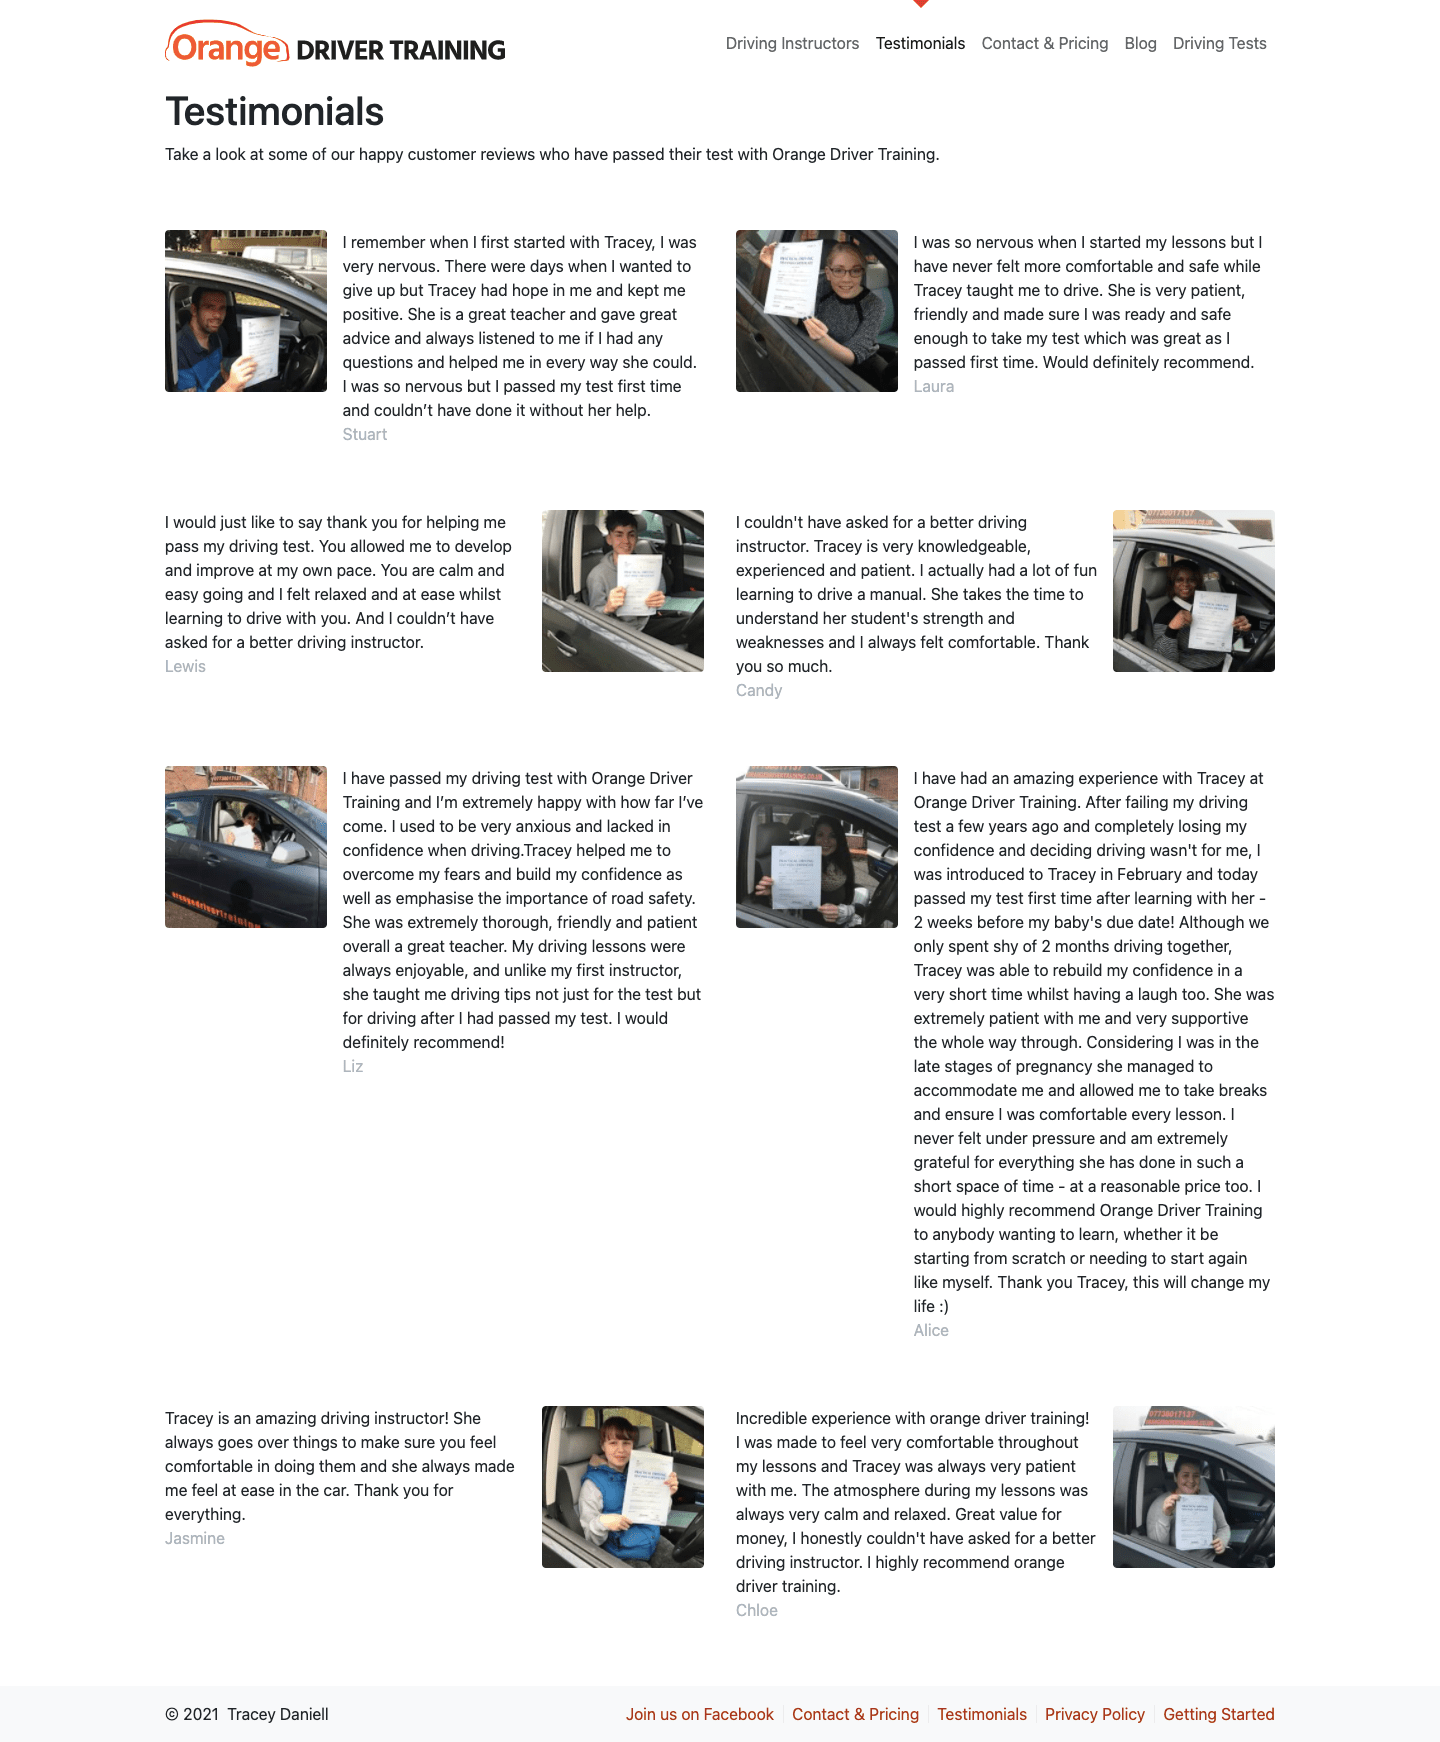 Orange DRIVER TRAINING
Driving Instructors Testimonials Contact & Pricing Blog Driving Tests
Testimonials
Take a look at some of our happy customer reviews who have passed their test with Orange Driver Training.
I remember when I first started with Tracey, I was
very nervous. There were days when I wanted to
give up but Tracey had hope in me and kept me
positive. She is a great teacher and gave great
advice and always listened to me if I had any
questions and helped me in every way she could.
I was so nervous but I passed my test first time
and couldn’t have done it without her help.
Stuart
I was so nervous when I started my lessons but I
have never felt more comfortable and safe while
Tracey taught me to drive. She is very patient,
friendly and made sure I was ready and safe
enough to take my test which was great as I
passed first time. Would definitely recommend.
Laura
I would just like to say thank you for helping me
pass my driving test. You allowed me to develop
and improve at my own pace. You are calm and
easy going and I felt relaxed and at ease whilst
learning to drive with you. And I couldn’t have
asked for a better driving instructor.
Lewis
I couldn't have asked for a better driving
instructor. Tracey is very knowledgeable,
experienced and patient. I actually had a lot of fun
learning to drive a manual. She takes the time to
understand her student's strength and
weaknesses and I always felt comfortable. Thank
you so much.
Candy
I have passed my driving test with Orange Driver
Training and I’m extremely happy with how far I’ve
come. I used to be very anxious and lacked in
confidence when driving.Tracey helped me to
overcome my fears and build my confidence as
well as emphasise the importance of road safety.
She was extremely thorough, friendly and patient
overall a great teacher. My driving lessons were
always enjoyable, and unlike my first instructor,
she taught me driving tips not just for the test but
for driving after I had passed my test. I would
definitely recommend!
Liz
I have had an amazing experience with Tracey at
Orange Driver Training. After failing my driving
test a few years ago and completely losing my
confidence and deciding driving wasn't for me, I
was introduced to Tracey in February and today
passed my test first time after learning with her -
2 weeks before my baby's due date! Although we
only spent shy of 2 months driving together,
Tracey was able to rebuild my confidence in a
very short time whilst having a laugh too. She was
extremely patient with me and very supportive
the whole way through. Considering I was in the
late stages of pregnancy she managed to
accommodate me and allowed me to take breaks
and ensure I was comfortable every lesson. I
never felt under pressure and am extremely
grateful for everything she has done in such a
short space of time - at a reasonable price too. I
would highly recommend Orange Driver Training
to anybody wanting to learn, whether it be
starting from scratch or needing to start again
like myself. Thank you Tracey, this will change my
life :)
Alice
Tracey is an amazing driving instructor! She
always goes over things to make sure you feel
comfortable in doing them and she always made
me feel at ease in the car. Thank you for
everything.
Jasmine
Incredible experience with orange driver training!
I was made to feel very comfortable throughout
my lessons and Tracey was always very patient
with me. The atmosphere during my lessons was
always very calm and relaxed. Great value for
money, I honestly couldn't have asked for a better
driving instructor. I highly recommend orange
driver training.
Chloe
© 2021 Tracey Daniell
Join us on Facebook Contact & Pricing Testimonials Privacy Policy Getting Started